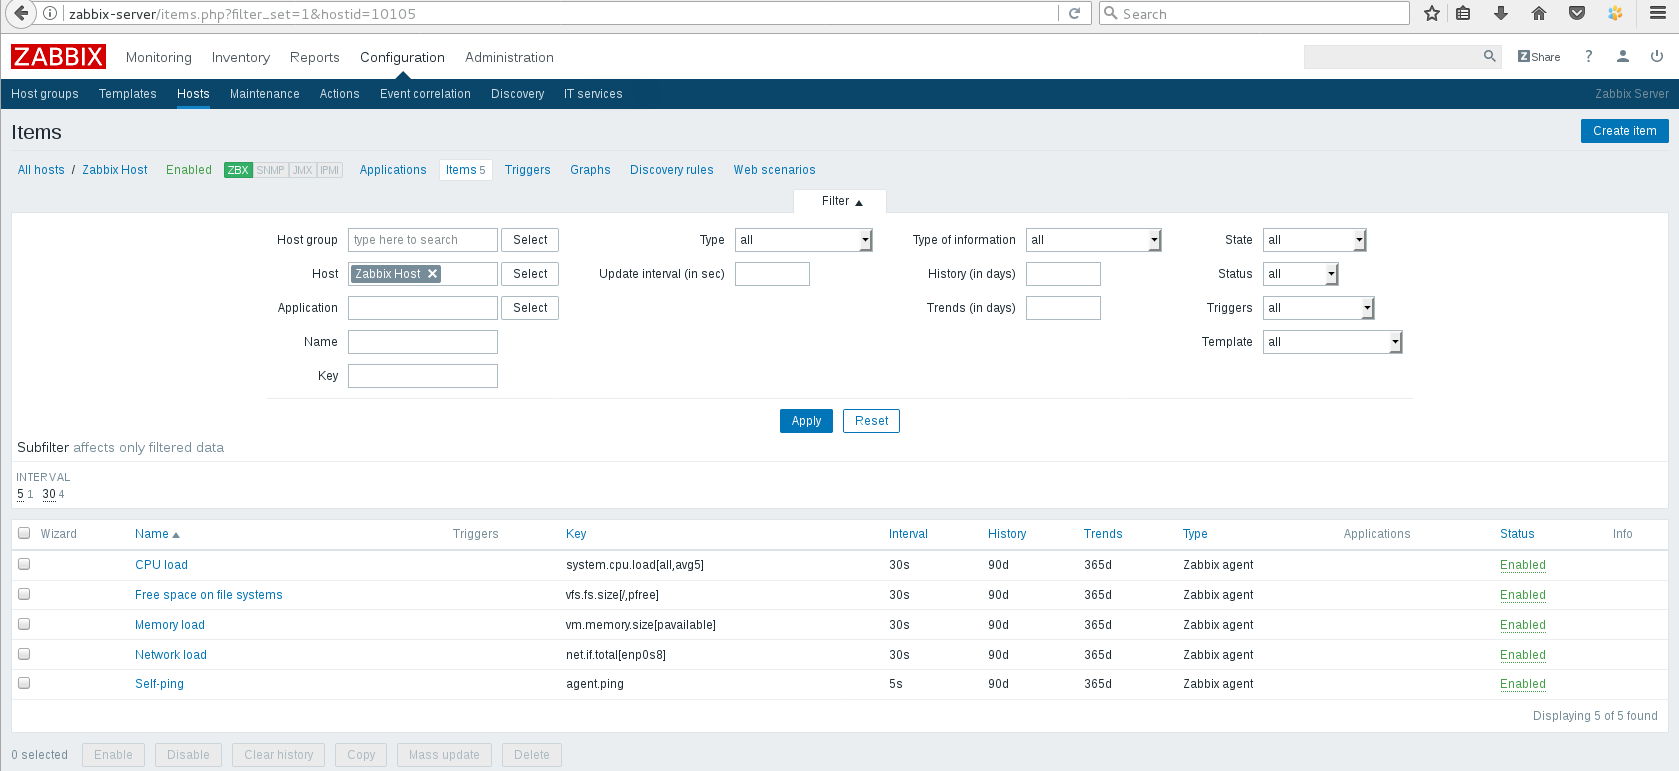 zabbix-server/items.php?filter_set=1&hostid=10105 Search
ZABBIX Monitoring Inventory Reports Configuration Administration Z Share ?
Host groups Templates Hosts Maintenance Actions Event correlation Discovery IT services Zabbix Server
Items Create item
All hosts / Zabbix Host Enabled ZBX SNMP JMX IPMI Applications Items 5 Triggers Graphs Discovery rules Web scenarios
Filter ▲
Host group type here to search Select Type all Type of information all State all
Host Zabbix Host ✕ Select Update interval (in sec) History (in days) Status all
Application Select Trends (in days) Triggers all
Name Template all
Key
Apply Reset
Subfilter affects only filtered data
INTERVAL
5 1 30 4
Wizard Name ▲ Triggers Key Interval History Trends Type Applications Status Info
CPU load system.cpu.load[all,avg5] 30s 90d 365d Zabbix agent Enabled
Free space on file systems vfs.fs.size[/,pfree] 30s 90d 365d Zabbix agent Enabled
Memory load vm.memory.size[pavailable] 30s 90d 365d Zabbix agent Enabled
Network load net.if.total[enp0s8] 30s 90d 365d Zabbix agent Enabled
Self-ping agent.ping 5s 90d 365d Zabbix agent Enabled
Displaying 5 of 5 found
0 selected Enable Disable Clear history Copy Mass update Delete